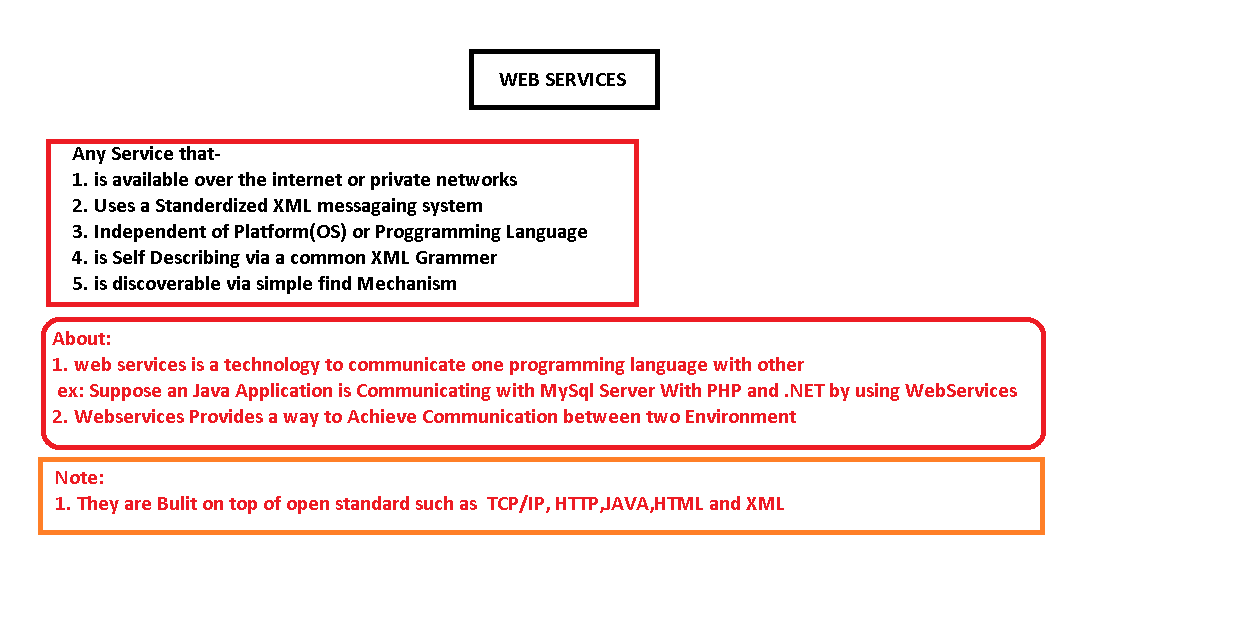 WEB SERVICES
Any Service that-
1. is available over the internet or private networks
2. Uses a Standerdized XML messagaing system
3. Independent of Platform(OS) or Proggramming Language
4. is Self Describing via a common XML Grammer
5. is discoverable via simple find Mechanism
About:
1. web services is a technology to communicate one programming language with other
ex: Suppose an Java Application is Communicating with MySql Server With PHP and .NET by using WebServices
2. Webservices Provides a way to Achieve Communication between two Environment
Note:
1. They are Bulit on top of open standard such as  TCP/IP, HTTP,JAVA,HTML and XML